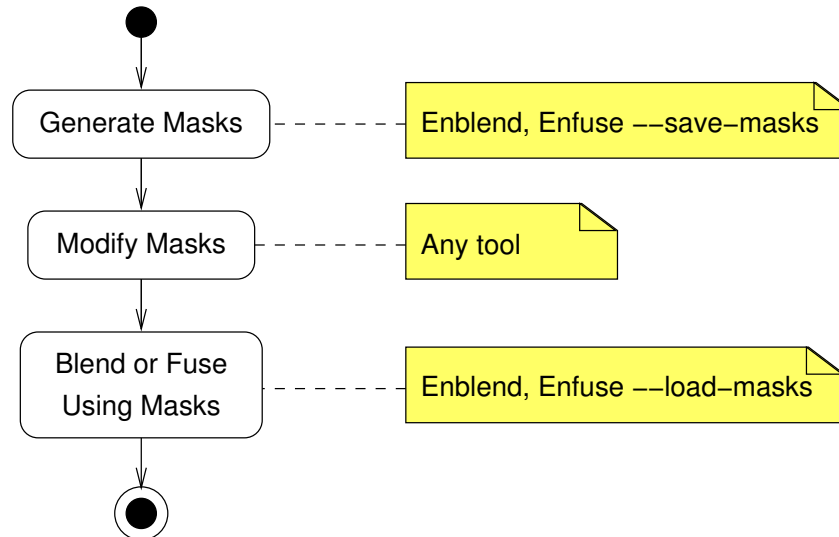 Generate Masks
Enblend, Enfuse −−save−masks
Modify Masks
Any tool
Blend or Fuse
Using Masks
Enblend, Enfuse −−load−masks